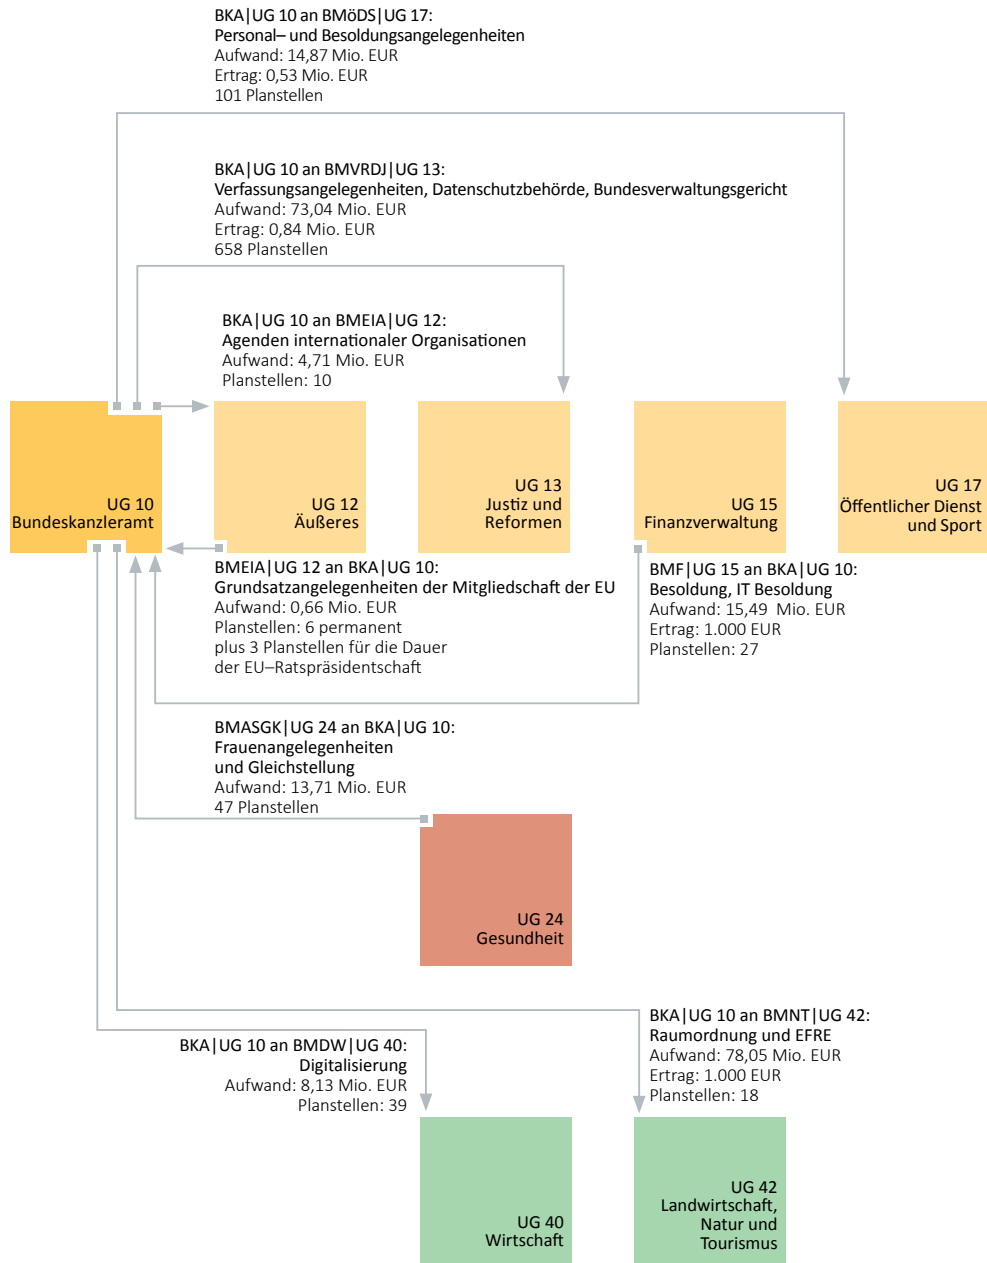 BKA|UG 10 an BMöDS|UG 17:
Personal– und Besoldungsangelegenheiten
Aufwand: 14,87 Mio. EUR
Ertrag: 0,53 Mio. EUR
101 Planstellen
BKA|UG 10 an BMVRDJ|UG 13:
Verfassungsangelegenheiten, Datenschutzbehörde, Bundesverwaltungsgericht
Aufwand: 73,04 Mio. EUR
Ertrag: 0,84 Mio. EUR
658 Planstellen
BKA|UG 10 an BMEIA|UG 12:
Agenden internationaler Organisationen
Aufwand: 4,71 Mio. EUR
Planstellen: 10
UG 10
Bundeskanzleramt
UG 12
Äußeres
UG 13
Justiz und
Reformen
UG 15
Finanzverwaltung
UG 17
Öffentlicher Dienst
und Sport
BMEIA|UG 12 an BKA|UG 10:
Grundsatzangelegenheiten der Mitgliedschaft der EU
Aufwand: 0,66 Mio. EUR
Planstellen: 6 permanent
plus 3 Planstellen für die Dauer
der EU–Ratspräsidentschaft
BMF|UG 15 an BKA|UG 10:
Besoldung, IT Besoldung
Aufwand: 15,49 Mio. EUR
Ertrag: 1.000 EUR
Planstellen: 27
BMASGK|UG 24 an BKA|UG 10:
Frauenangelegenheiten
und Gleichstellung
Aufwand: 13,71 Mio. EUR
47 Planstellen
UG 24
Gesundheit
BKA|UG 10 an BMDW|UG 40:
Digitalisierung
Aufwand: 8,13 Mio. EUR
Planstellen: 39
BKA|UG 10 an BMNT|UG 42:
Raumordnung und EFRE
Aufwand: 78,05 Mio. EUR
Ertrag: 1.000 EUR
Planstellen: 18
UG 40
Wirtschaft
UG 42
Landwirtschaft,
Natur und
Tourismus